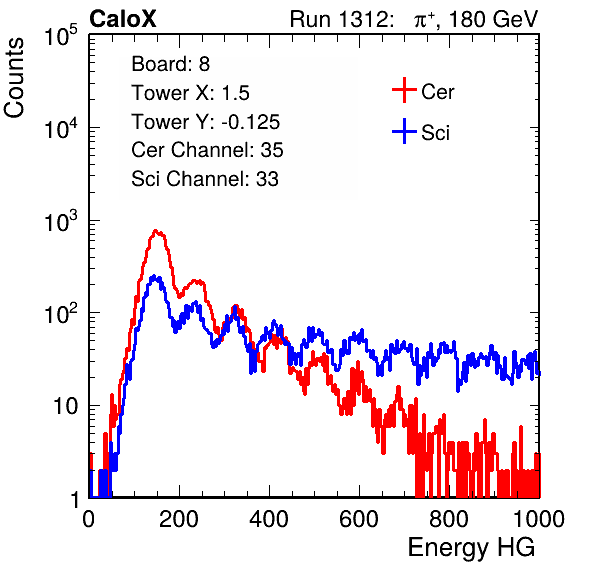 CaloX Run 1312: π⁺, 180 GeV
Board: 8
Tower X: 1.5
Tower Y: -0.125
Cer Channel: 35
Sci Channel: 33
Cer
Sci
Counts
10⁵
10⁴
10³
10²
10
1
0 200 400 600 800 1000
Energy HG